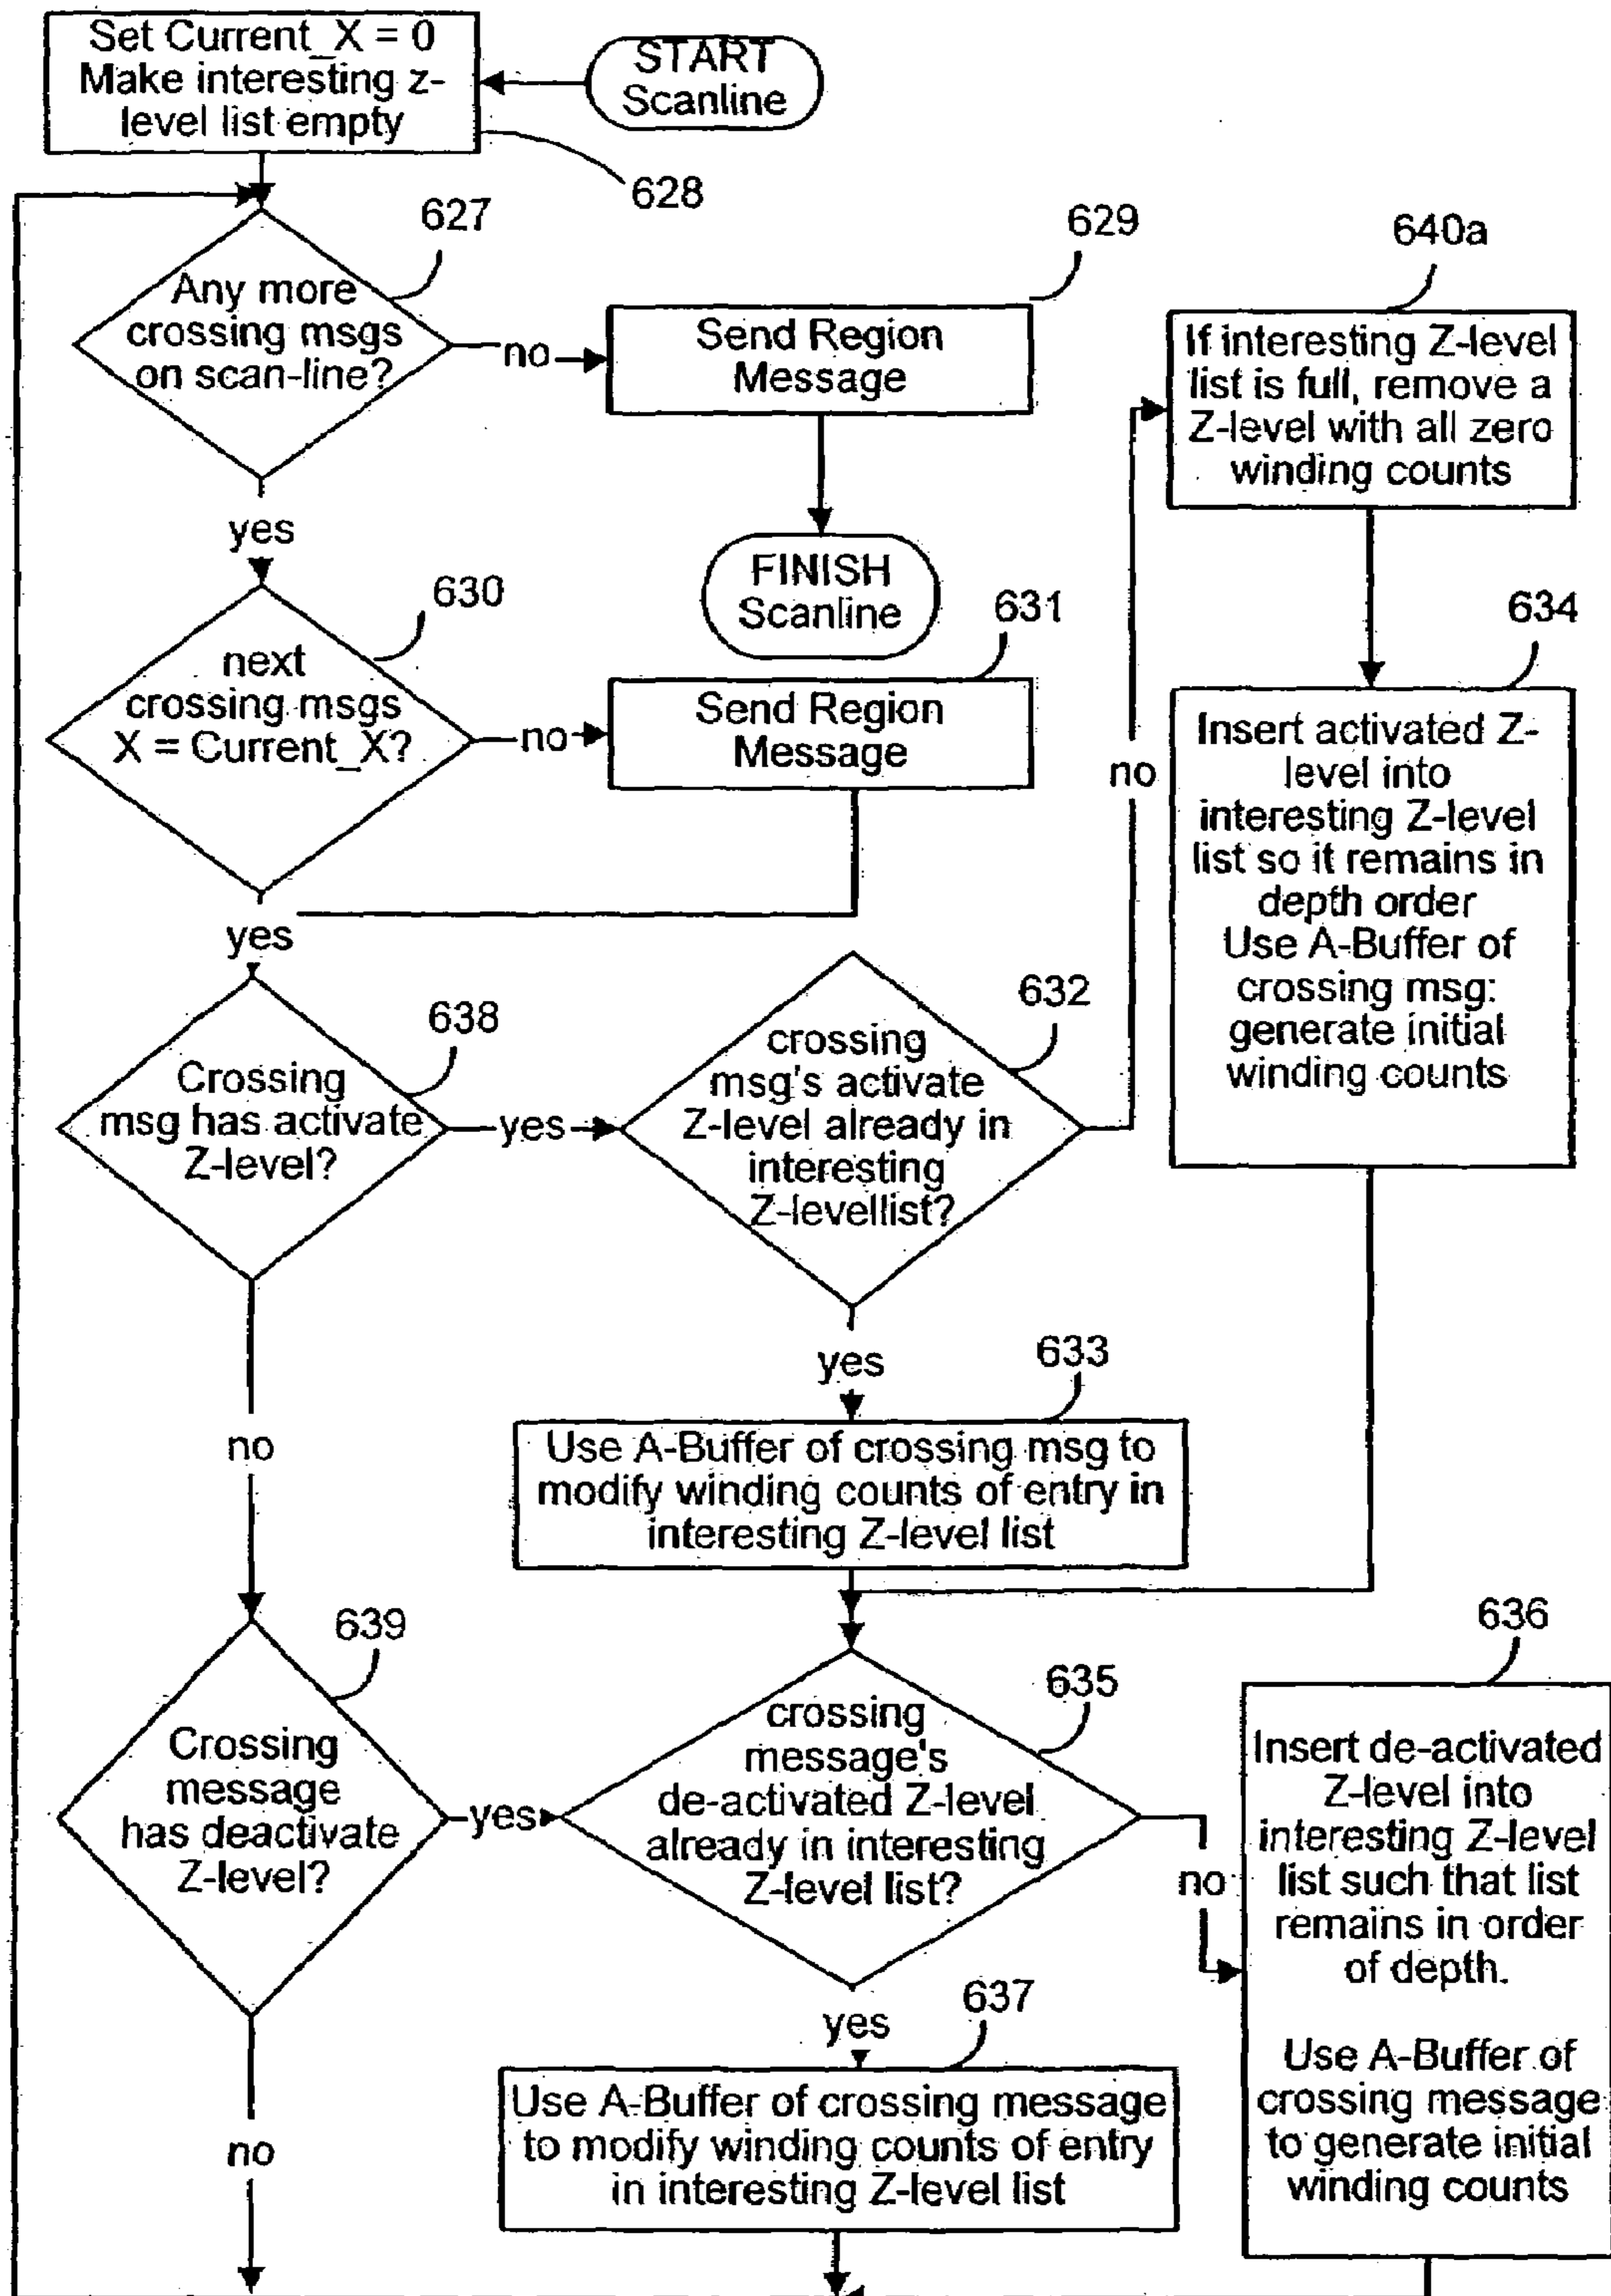 Set Current_X = 0
Make interesting z-
level list empty
START
Scanline
628
627
Any more
crossing msgs
on scan-line?
no
629
Send Region
Message
FINISH
Scanline
yes
630
next
crossing msgs
X = Current_X?
no
631
Send Region
Message
yes
638
Crossing
msg has activate
Z-level?
yes
632
crossing
msg's activate
Z-level already in
interesting
Z-levellist?
no
640a
If interesting Z-level
list is full, remove a
Z-level with all zero
winding counts
634
Insert activated Z-
level into
interesting Z-level
list so it remains in
depth order
Use A-Buffer of
crossing msg:
generate initial
winding counts
yes
633
Use A-Buffer of crossing msg to
modify winding counts of entry in
interesting Z-level list
no
639
Crossing
message
has deactivate
Z-level?
yes
635
crossing
message's
de-activated Z-level
already in interesting
Z-level list?
no
636
Insert de-activated
Z-level into
interesting Z-level
list such that list
remains in order
of depth.
Use A-Buffer of
crossing message
to generate initial
winding counts
yes
637
Use A-Buffer of crossing message
to modify winding counts of entry
in interesting Z-level list
no